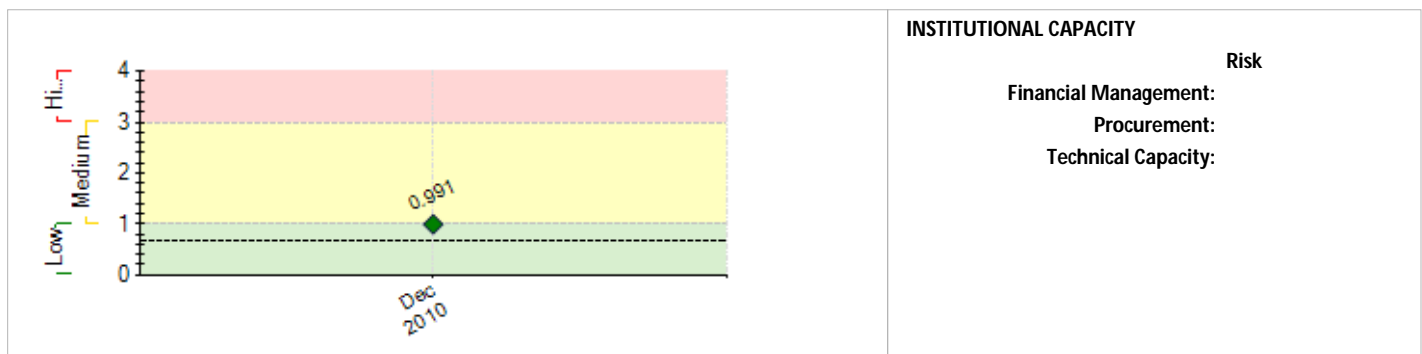 4
3
2
1
0
Hi...
Medium
Low
0.991
Dec
2010
INSTITUTIONAL CAPACITY
Risk
Financial Management:
Procurement:
Technical Capacity: